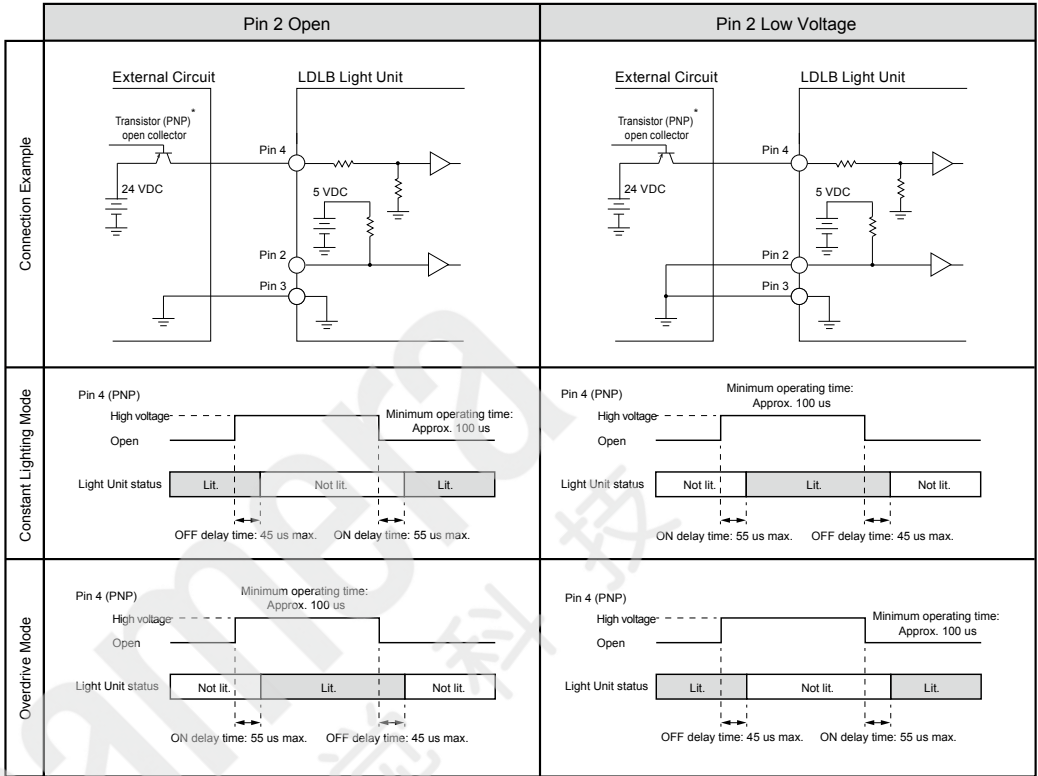 Pin 2 Open
Pin 2 Low Voltage
Connection Example
External Circuit
LDLB Light Unit
Transistor (PNP) *
open collector
Pin 4
24 VDC
5 VDC
Pin 2
Pin 3
External Circuit
LDLB Light Unit
Transistor (PNP) *
open collector
Pin 4
24 VDC
5 VDC
Pin 2
Pin 3
Constant Lighting Mode
Pin 4 (PNP)
High voltage
Minimum operating time:
Approx. 100 us
Open
Light Unit status
Lit.
Not lit.
Lit.
OFF delay time: 45 us max.
ON delay time: 55 us max.
Pin 4 (PNP)
Minimum operating time:
Approx. 100 us
High voltage
Open
Light Unit status
Not lit.
Lit.
Not lit.
ON delay time: 55 us max.
OFF delay time: 45 us max.
Overdrive Mode
Pin 4 (PNP)
Minimum operating time:
Approx. 100 us
High voltage
Open
Light Unit status
Not lit.
Lit.
Not lit.
ON delay time: 55 us max.
OFF delay time: 45 us max.
Pin 4 (PNP)
High voltage
Minimum operating time:
Approx. 100 us
Open
Light Unit status
Lit.
Not lit.
Lit.
OFF delay time: 45 us max.
ON delay time: 55 us max.
amera
觉科技